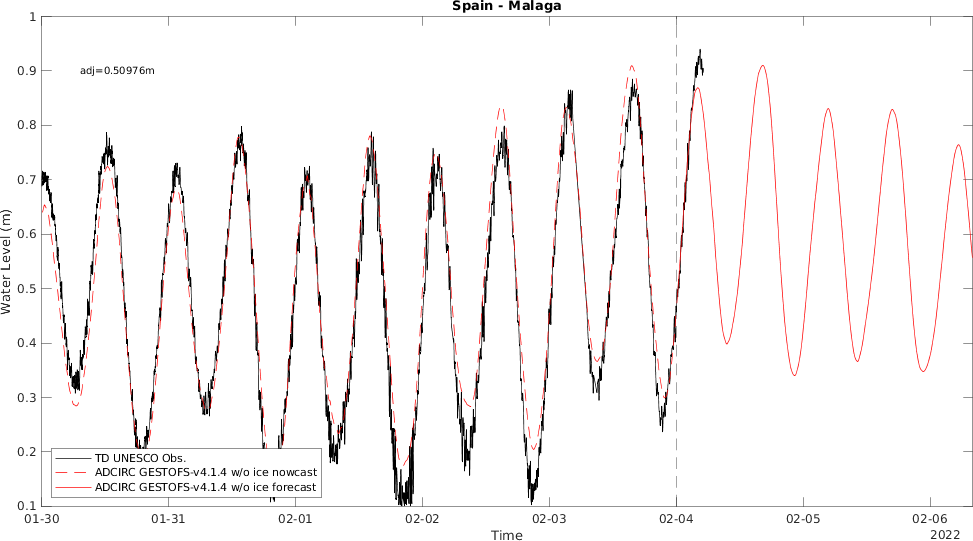 Spain - Malaga
1
0.9
0.8
0.7
0.6
0.5
0.4
0.3
0.2
0.1
Water Level (m)
adj=0.50976m
TD UNESCO Obs.
ADCIRC GESTOFS-v4.1.4 w/o ice nowcast
ADCIRC GESTOFS-v4.1.4 w/o ice forecast
01-30 01-31 02-01 02-02 02-03 02-04 02-05 02-06
Time
2022